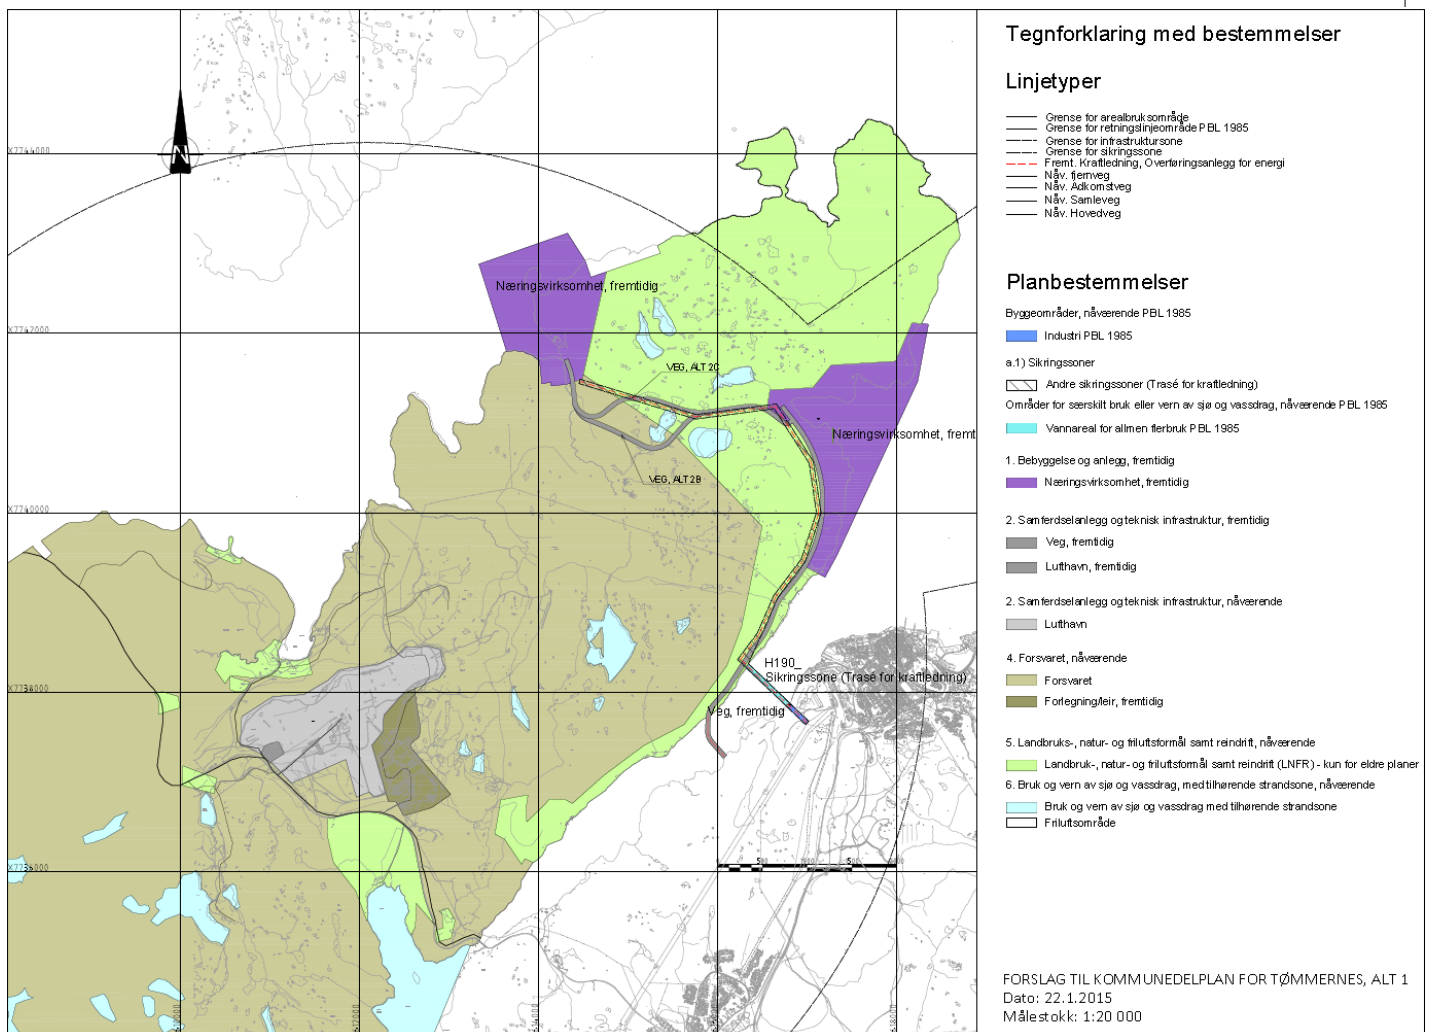 Tegnforklaring med bestemmelser
Linjetyper
Grense for arealbruksområde
Grense for retningslinjeområde PBL 1985
Grense for infrastruktursone
Grense for sikringssone
Fremt. Kraftledning, Overføringsanlegg for energi
Nåv. fjernveg
Nåv. Adkomstveg
Nåv. Samleveg
Nåv. Hovedveg
Planbestemmelser
Byggeområder, nåværende PBL 1985
Industri PBL 1985
a.1) Sikringssoner
Andre sikringssoner (Trasé for kraftledning)
Områder for særskilt bruk eller vern av sjø og vassdrag, nåværende PBL 1985
Vannareal for allmen flerbruk PBL 1985
1. Bebyggelse og anlegg, fremtidig
Næringsvirksomhet, fremtidig
2. Samferdselanlegg og teknisk infrastruktur, fremtidig
Veg, fremtidig
Lufthavn, fremtidig
2. Samferdselanlegg og teknisk infrastruktur, nåværende
Lufthavn
4. Forsvaret, nåværende
Forsvaret
Forlegning/leir, fremtidig
5. Landbruks-, natur- og friluftsformål samt reindrift, nåværende
Landbruk-, natur- og friluftsformål samt reindrift (LNFR) - kun for eldre planer
6. Bruk og vern av sjø og vassdrag, med tilhørende strandsone, nåværende
Bruk og vern av sjø og vassdrag med tilhørende strandsone
Friluftsområde
FORSLAG TIL KOMMUNEDELPLAN FOR TØMMERNES, ALT 1
Dato: 22.1.2015
Målestokk: 1:20 000
N
Næringsvirksomhet, fremtidig
VEG, ALT 2C
Næringsvirksomhet, fremt
VEG, ALT 2B
H190_
Sikringssone (Trasé for kraftledning)
Veg, fremtidig
X7744000
X7742000
X7740000
X7738000
X7736000